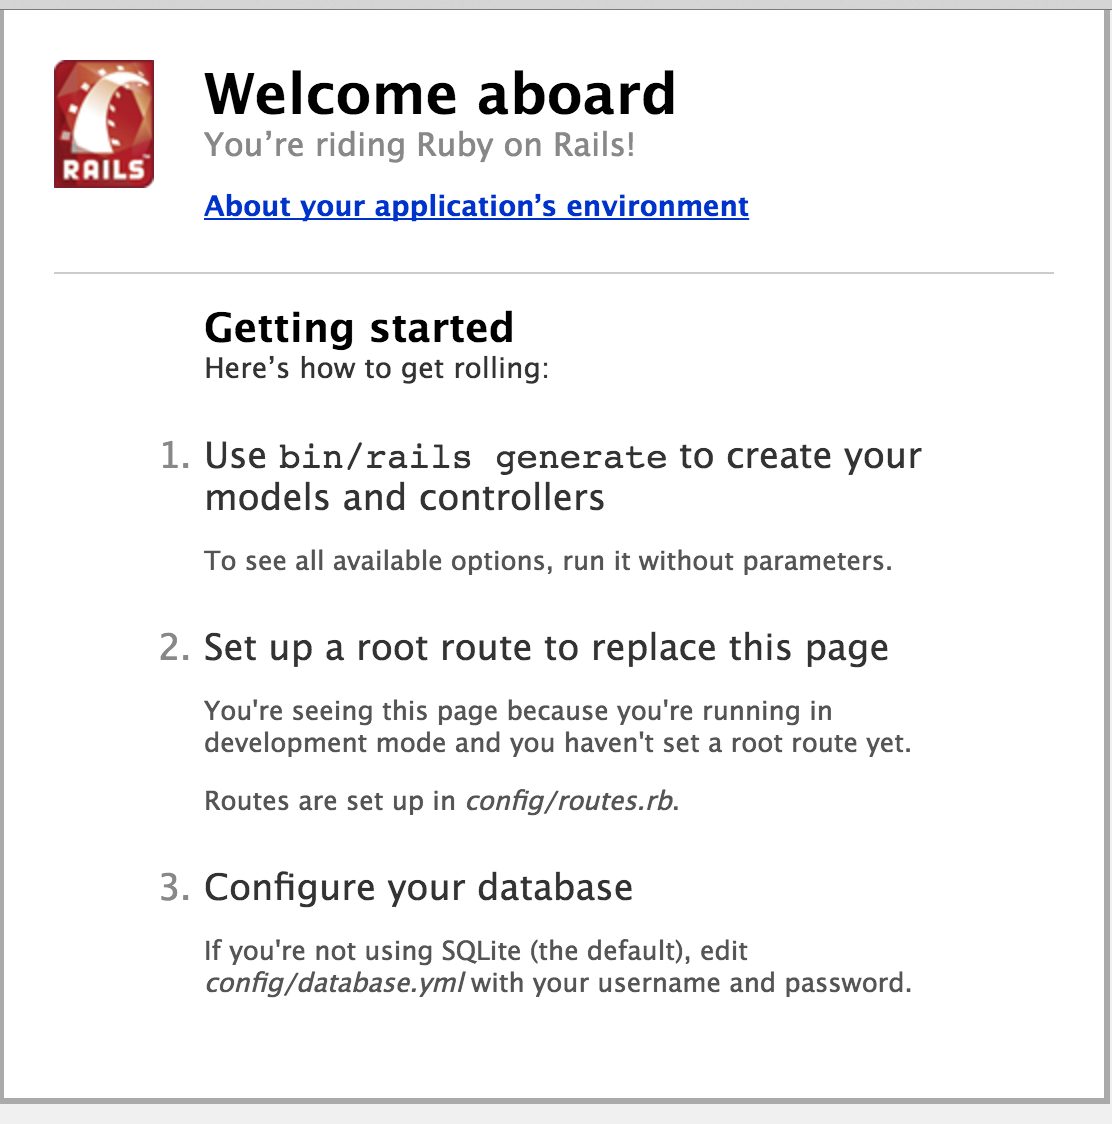 RAILS
Welcome aboard
You’re riding Ruby on Rails!
About your application’s environment
Getting started
Here’s how to get rolling:
1. Use bin/rails generate to create your
models and controllers
To see all available options, run it without parameters.
2. Set up a root route to replace this page
You're seeing this page because you're running in
development mode and you haven't set a root route yet.
Routes are set up in config/routes.rb.
3. Configure your database
If you're not using SQLite (the default), edit
config/database.yml with your username and password.